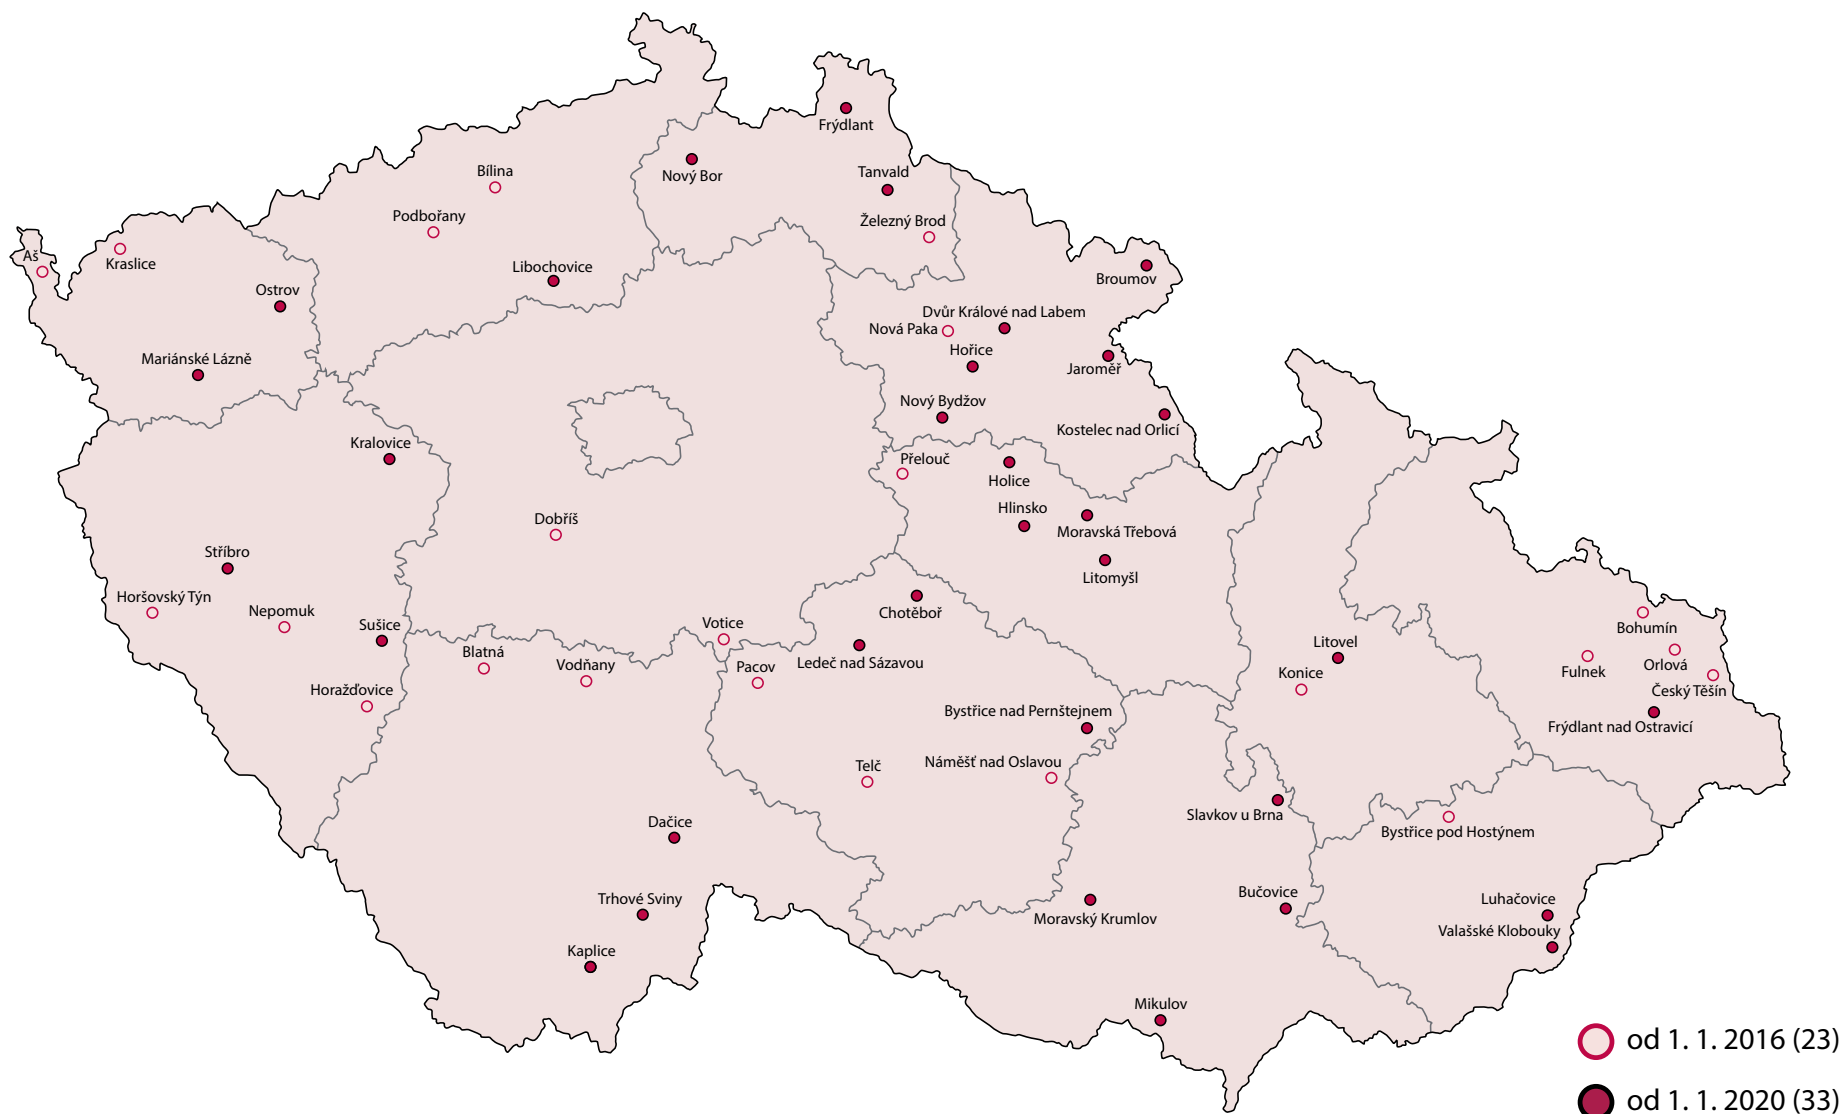 Frýdlant
Nový Bor
Bílina
Tanvald
Podbořany
Železný Brod
Aš
Kraslice
Libochovice
Broumov
Ostrov
Dvůr Králové nad Labem
Nová Paka
Hořice
Mariánské Lázně
Jaroměř
Nový Bydžov
Kostelec nad Orlicí
Kralovice
Přelouč
Holice
Hlinsko
Dobříš
Moravská Třebová
Stříbro
Litomyšl
Horšovský Týn
Nepomuk
Chotěboř
Sušice
Votice
Bohumín
Litovel
Blatná
Vodňany
Pacov
Ledeč nad Sázavou
Orlová
Fulnek
Konice
Český Těšín
Horažďovice
Bystřice nad Pernštejnem
Frýdlant nad Ostravicí
Telč
Náměšť nad Oslavou
Slavkov u Brna
Dačice
Bystřice pod Hostýnem
Bučovice
Trhové Sviny
Luhačovice
Moravský Krumlov
Valašské Klobouky
Kaplice
Mikulov
od 1. 1. 2016 (23)
od 1. 1. 2020 (33)